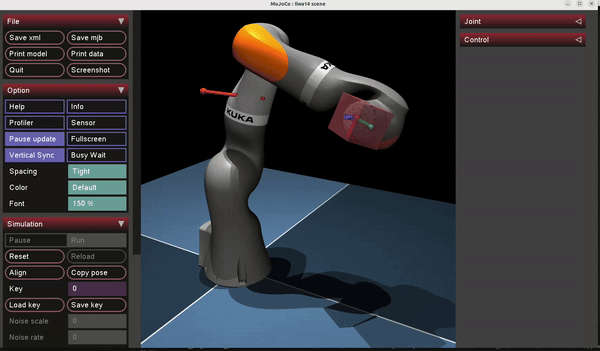 MuJoCo : iiwa14 scene
File
Save xml Save mjb
Print model Print data
Quit Screenshot
Option
Help Info
Profiler Sensor
Pause update Fullscreen
Vertical Sync Busy Wait
Spacing Tight
Color Default
Font 150 %
Simulation
Pause Run
Reset Reload
Align Copy pose
Key 0
Load key Save key
Noise scale 0
Noise rate 0
Joint
Control
KUKA